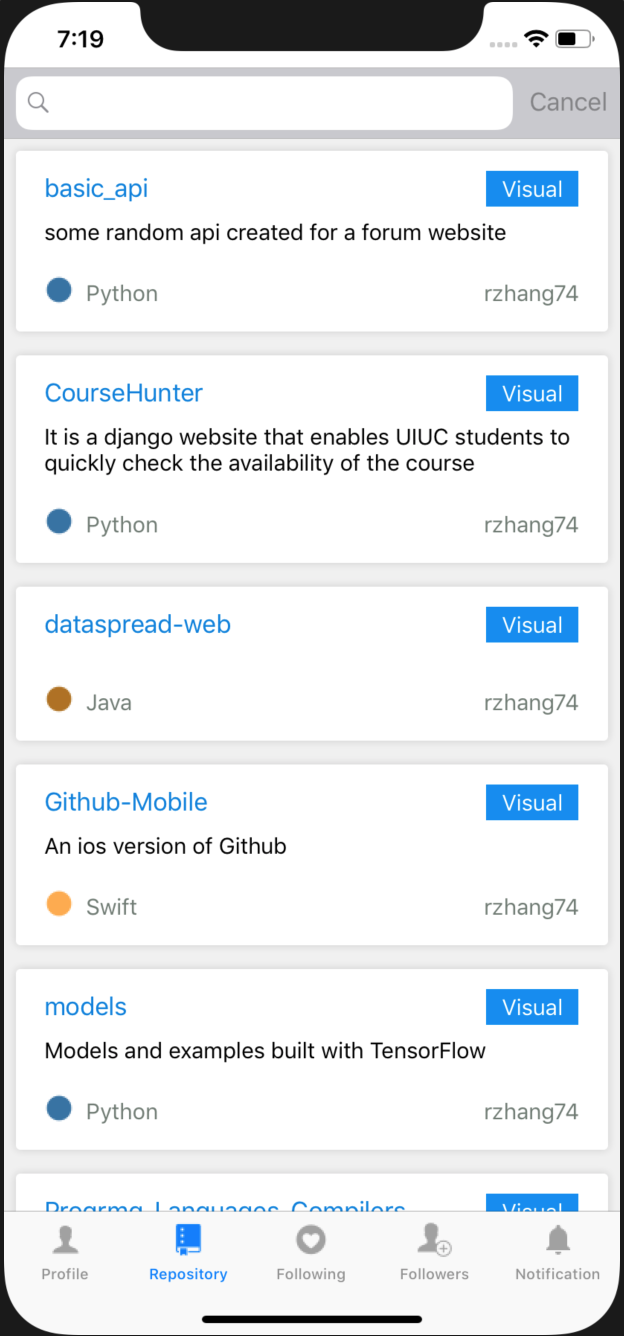 7:19
Cancel
basic_api
Visual
some random api created for a forum website
Python
rzhang74
CourseHunter
Visual
It is a django website that enables UIUC students to
quickly check the availability of the course
Python
rzhang74
dataspread-web
Visual
Java
rzhang74
Github-Mobile
Visual
An ios version of Github
Swift
rzhang74
models
Visual
Models and examples built with TensorFlow
Python
rzhang74
Progrmg_Languages_Compilers
Visual
Profile
Repository
Following
Followers
Notification